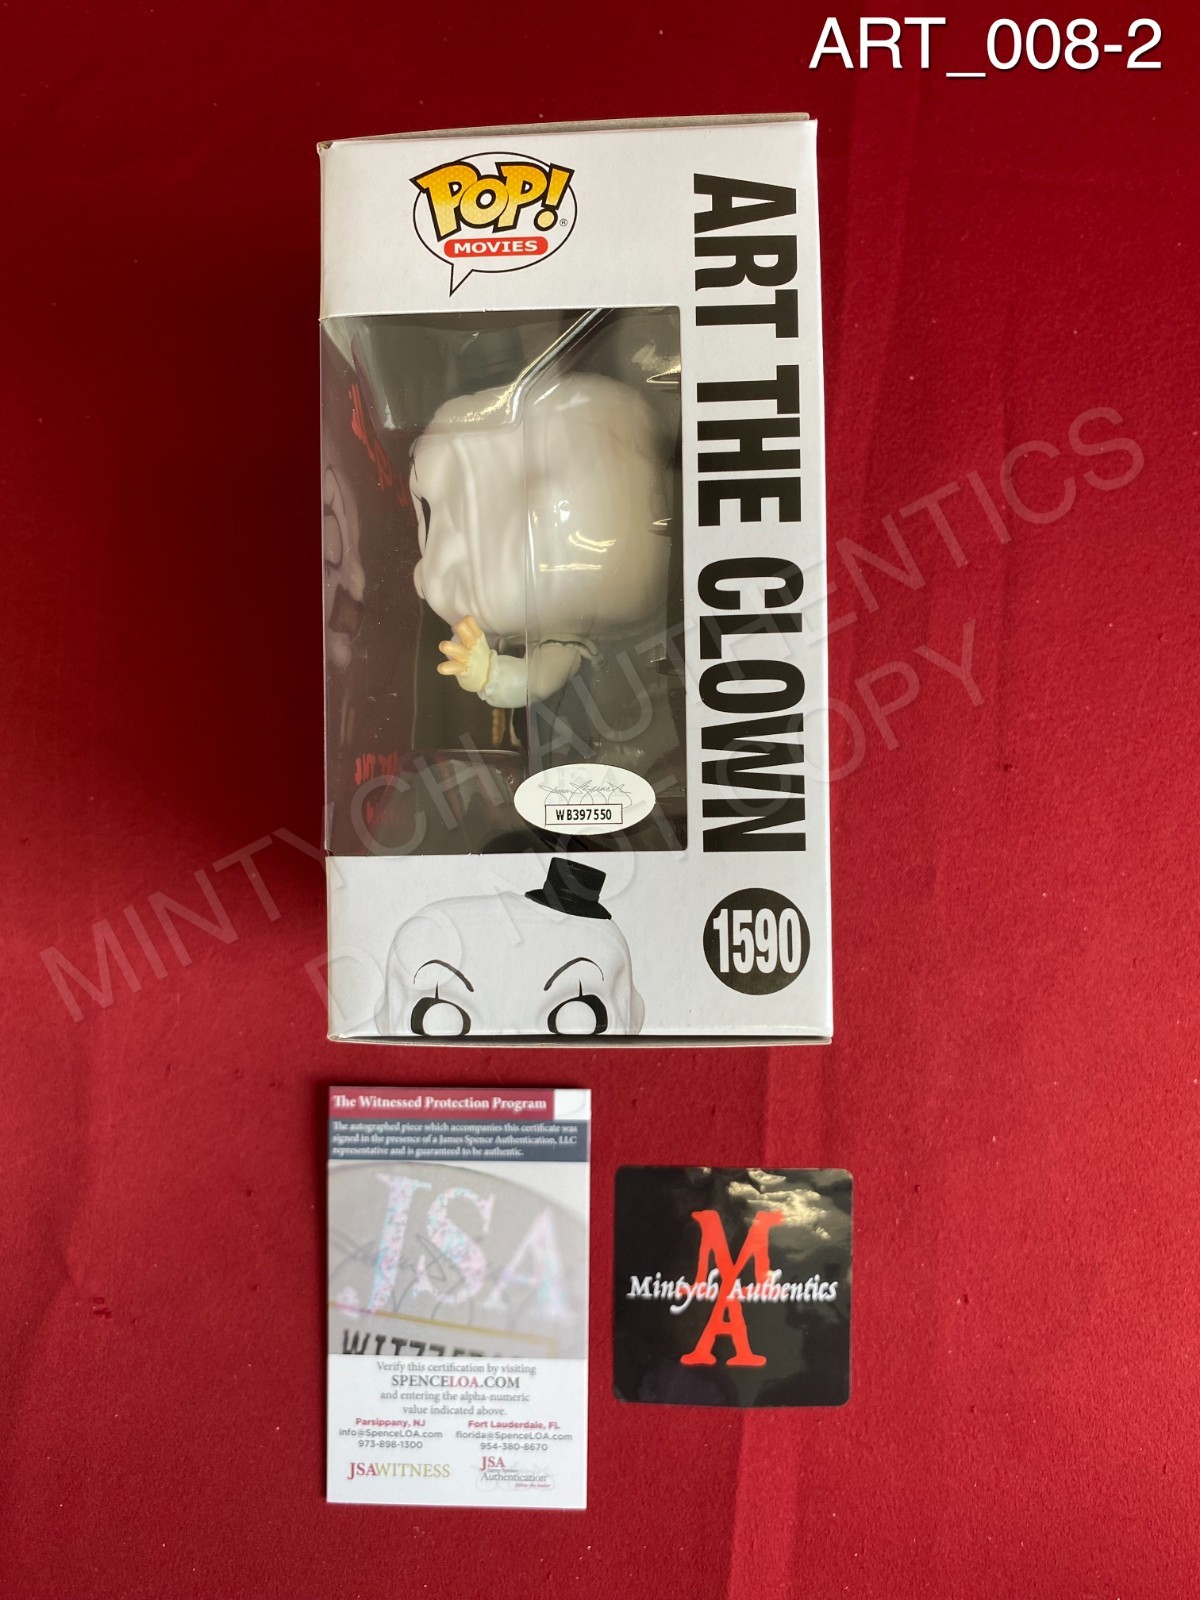 ART_008-2
POP!
MOVIES
ART THE CLOWN
1590
WB397550
MINTYCH AUTHENTICS
DO NOT COPY
The Witnessed Protection Program
The autographed piece which accompanies this certificate was
signed in the presence of a James Spence Authentication, LLC
representative and is guaranteed to be authentic.
JSA
Verify this certification by visiting
SPENCELOA.COM
and entering the alpha-numeric
value indicated above.
Parsippany, NJ
info@SpenceLOA.com
973-898-1300
Fort Lauderdale, FL
florida@SpenceLOA.com
954-380-8670
JSAWITNESS
JSA
Authentication
MA
Mintych Authentics